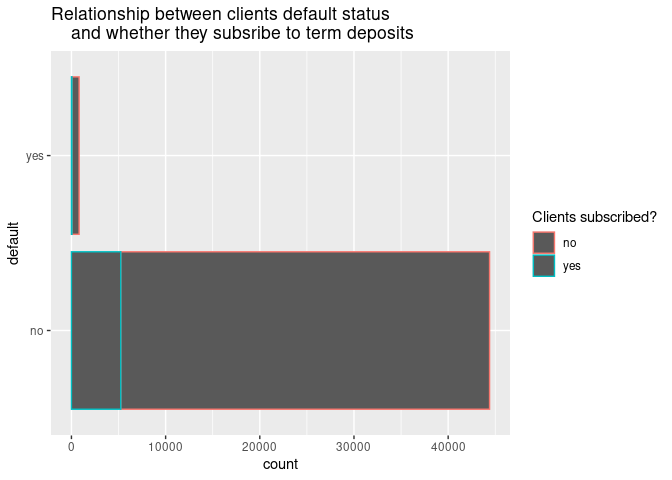 Relationship between clients default status
and whether they subsribe to term deposits
yes
no
default
0 10000 20000 30000 40000
count
Clients subscribed?
no
yes